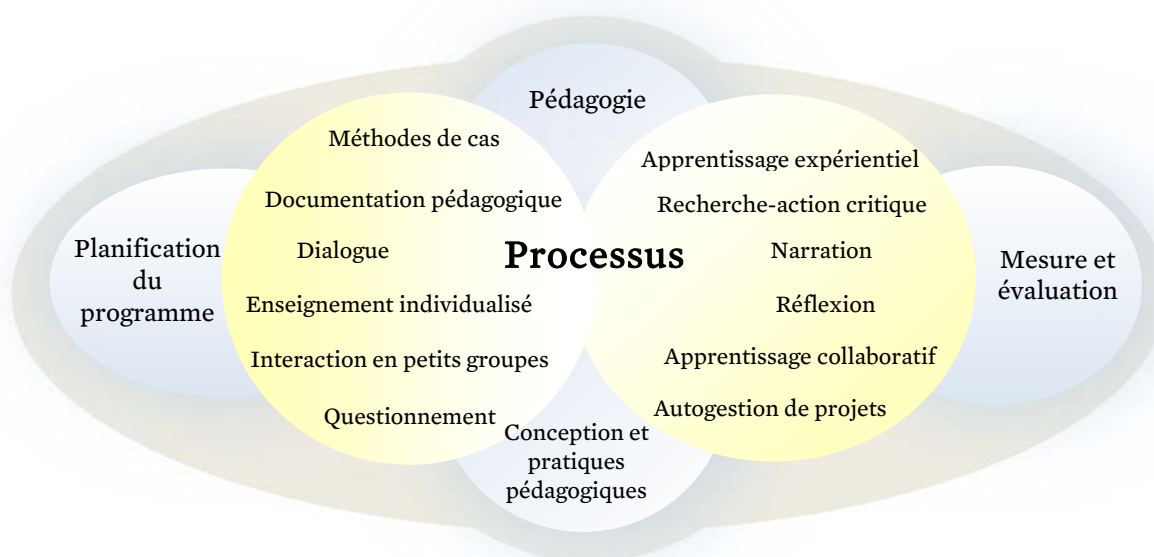 Pédagogie
Méthodes de cas
Documentation pédagogique
Dialogue
Enseignement individualisé
Interaction en petits groupes
Questionnement
Processus
Apprentissage expérientiel
Recherche-action critique
Narration
Réflexion
Apprentissage collaboratif
Autogestion de projets
Planification
du
programme
Mesure et
évaluation
Conception et
pratiques
pédagogiques